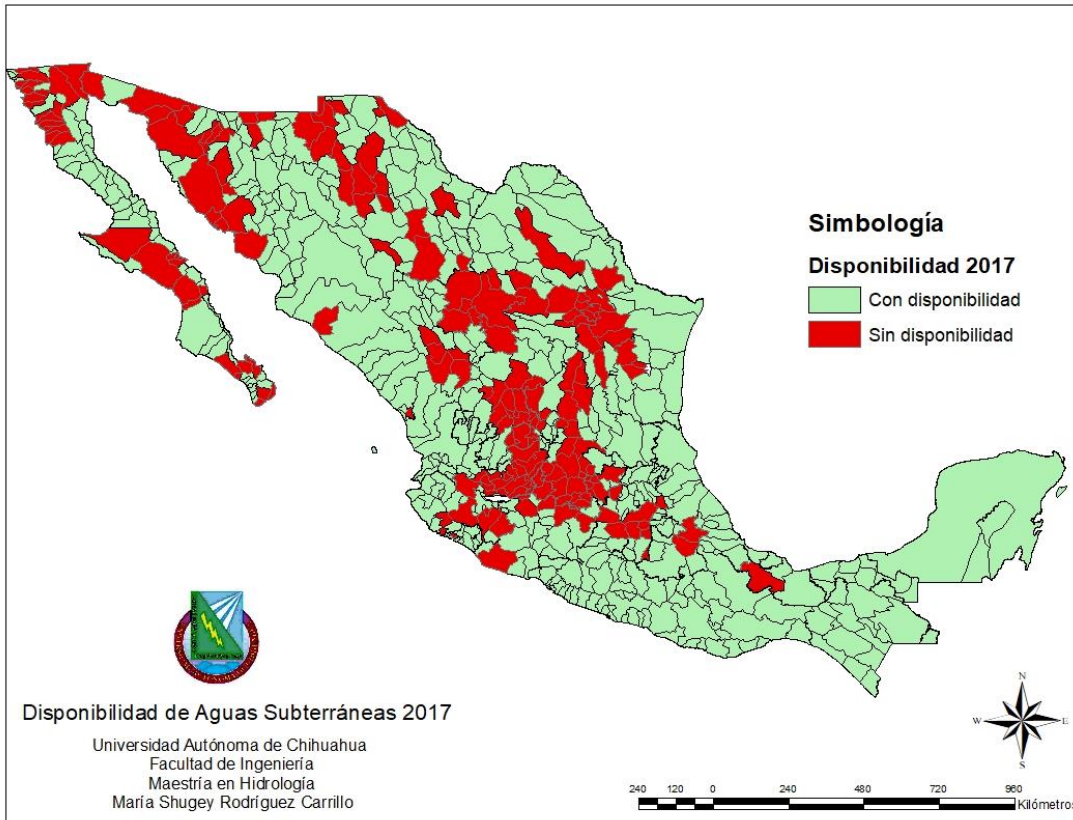 Simbología
Disponibilidad 2017
Con disponibilidad
Sin disponibilidad
Disponibilidad de Aguas Subterráneas 2017
Universidad Autónoma de Chihuahua
Facultad de Ingeniería
Maestría en Hidrología
María Shugey Rodríguez Carrillo
N
W
E
S
240 120 0 240 480 720 960
Kilómetros